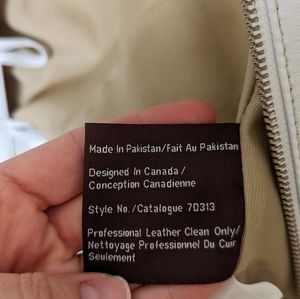 Made In Pakistan/Fait Au Pakistan
Designed In Canada /
Conception Canadienne
Style No./Catalogue 70313
Professional Leather Clean Only/
Nettoyage Professionnel Du Cuir
Seulement